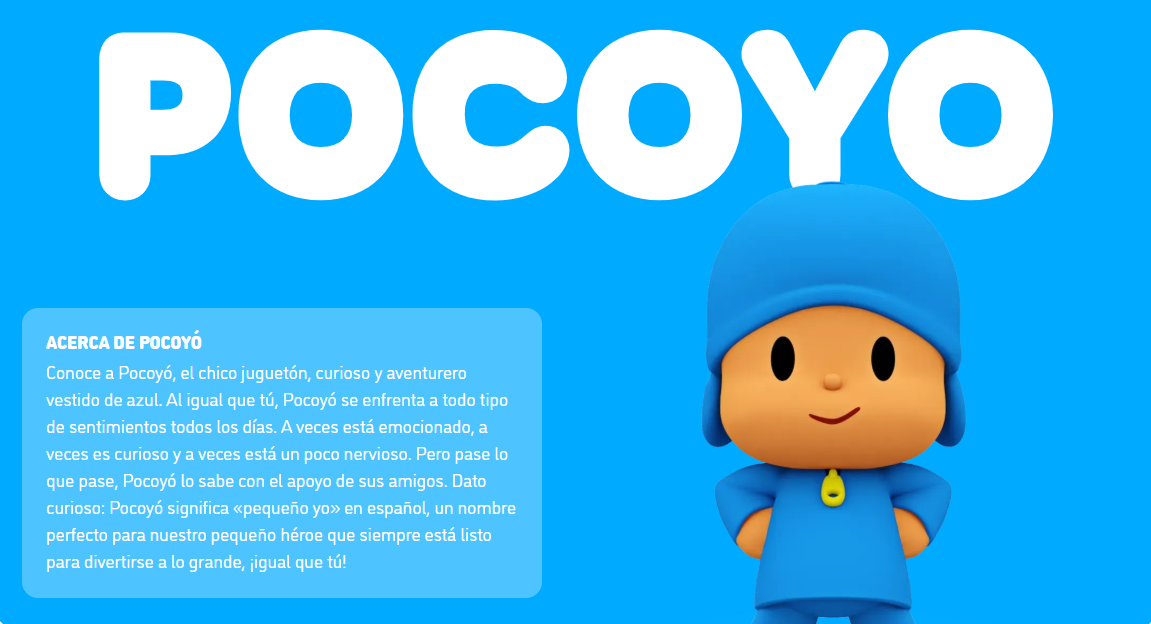 POCOYO
ACERCA DE POCOYÓ
Conoce a Pocoyó, el chico juguetón, curioso y aventurero
vestido de azul. Al igual que tú, Pocoyó se enfrenta a todo tipo
de sentimientos todos los días. A veces está emocionado, a
veces es curioso y a veces está un poco nervioso. Pero pase lo
que pase, Pocoyó lo sabe con el apoyo de sus amigos. Dato
curioso: Pocoyó significa «pequeño yo» en español, un nombre
perfecto para nuestro pequeño héroe que siempre está listo
para divertirse a lo grande, ¡igual que tú!